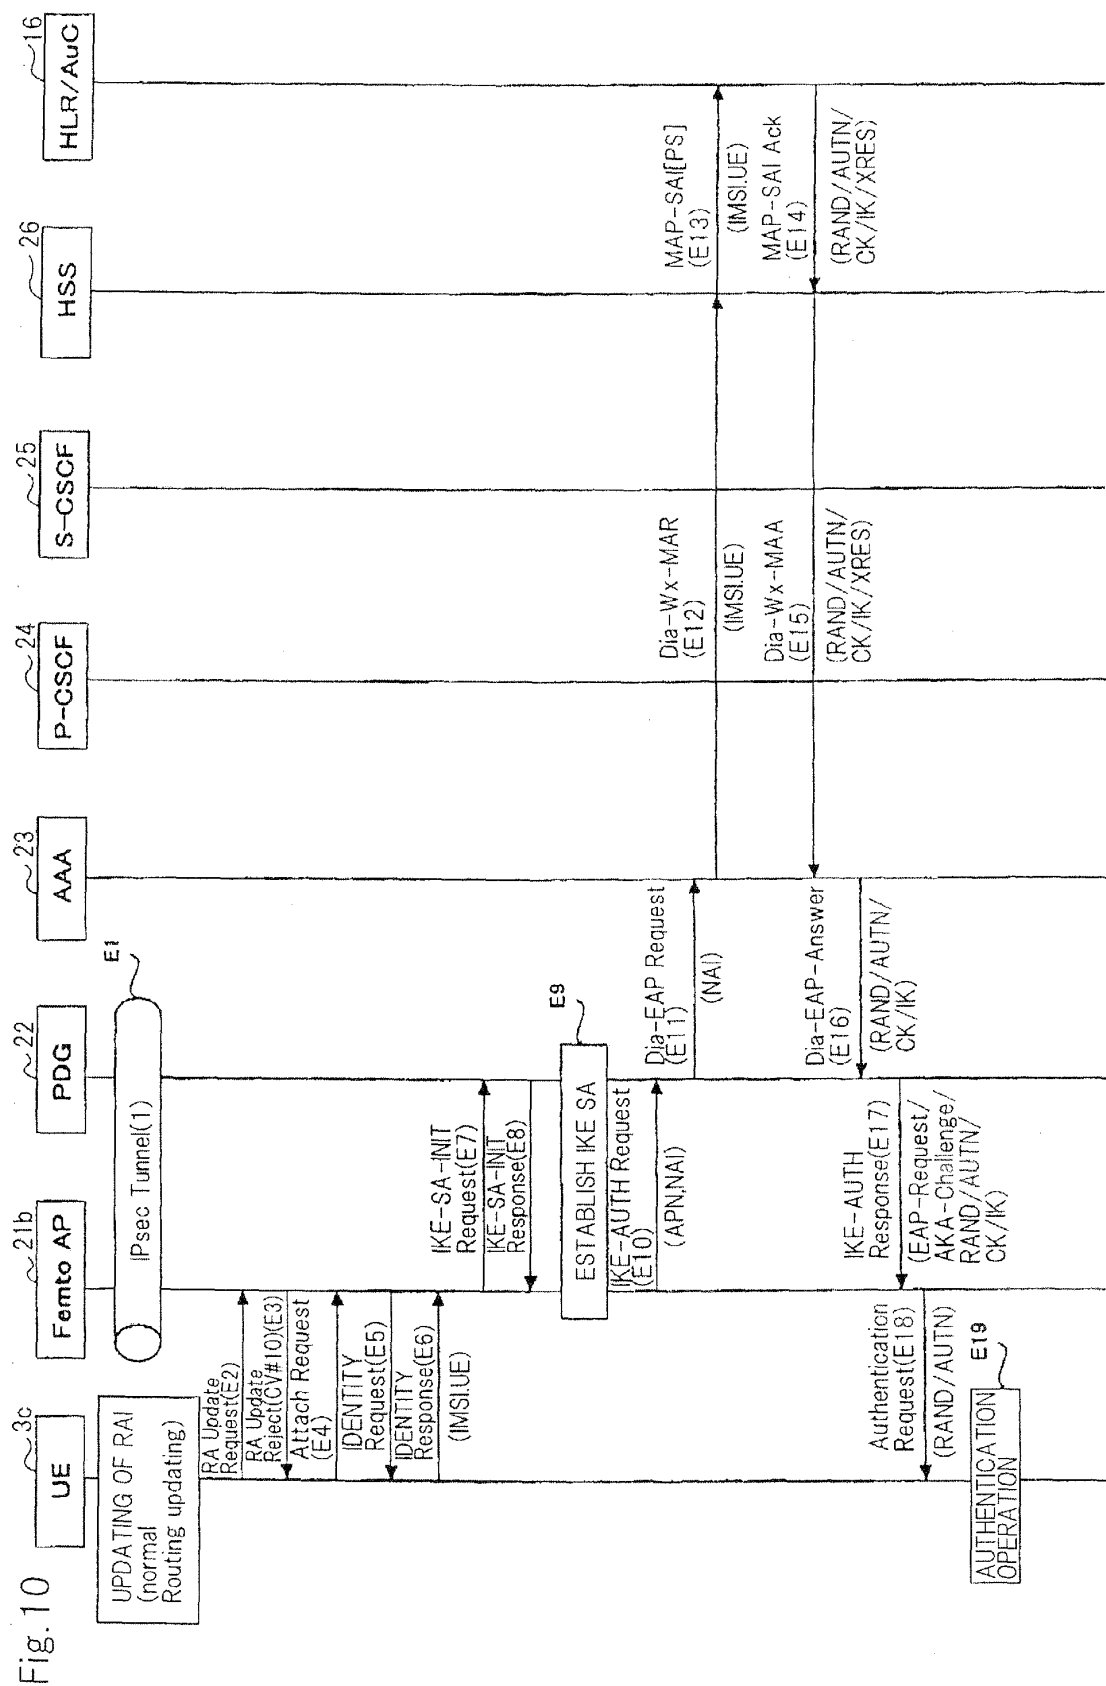 Fig.10
UE
3c
Femto AP
21b
PDG
22
AAA
23
P-CSCF
24
S-CSCF
25
HSS
26
HLR/AuC
16
UPDATING OF RAI
(normal
Routing updating)
IPsec Tunnel(1)
E1
RA Update
Request(E2)
RA Update
Reject(CV#10)(E3)
Attach Request
(E4)
IDENTITY
Request(E5)
IDENTITY
Response(E6)
(IMSI.UE)
IKE-SA-INIT
Request(E7)
IKE-SA-INIT
Response(E8)
ESTABLISH IKE SA
E9
IKE-AUTH Request
(E10)
(APN,NAI)
Dia-EAP Request
(E11)
(NAI)
Dia-Wx-MAR
(E12)
(IMSI.UE)
MAP-SAI[PS]
(E13)
(IMSI.UE)
MAP-SAI Ack
(E14)
(RAND/AUTN/
CK/IK/XRES)
Dia-Wx-MAA
(E15)
(RAND/AUTN/
CK/IK/XRES)
Dia-EAP-Answer
(E16)
(RAND/AUTN/
CK/IK)
IKE-AUTH
Response(E17)
(EAP-Request/
AKA-Challenge/
RAND/AUTN/
CK/IK)
Authentication
Request(E18)
(RAND/AUTN)
AUTHENTICATION
OPERATION
E19